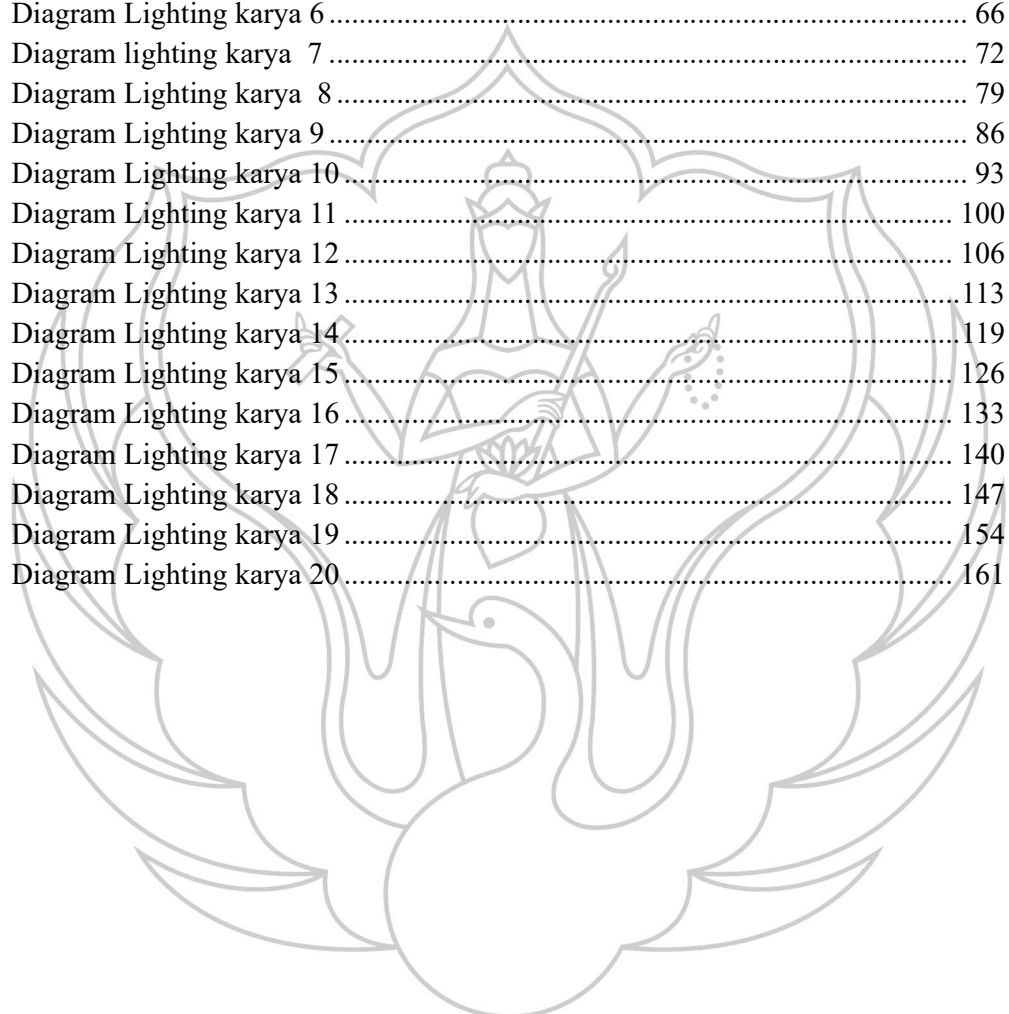 Diagram Lighting karya 6 .................................................................................... 66
Diagram lighting karya  7 .................................................................................... 72
Diagram Lighting karya  8 ................................................................................... 79
Diagram Lighting karya 9 .................................................................................... 86
Diagram Lighting karya 10 .................................................................................. 93
Diagram Lighting karya 11 ................................................................................ 100
Diagram Lighting karya 12 ................................................................................ 106
Diagram Lighting karya 13 .................................................................................113
Diagram Lighting karya 14 .................................................................................119
Diagram Lighting karya 15 ................................................................................ 126
Diagram Lighting karya 16 ................................................................................ 133
Diagram Lighting karya 17 ................................................................................ 140
Diagram Lighting karya 18 ................................................................................ 147
Diagram Lighting karya 19 ................................................................................ 154
Diagram Lighting karya 20 ................................................................................ 161